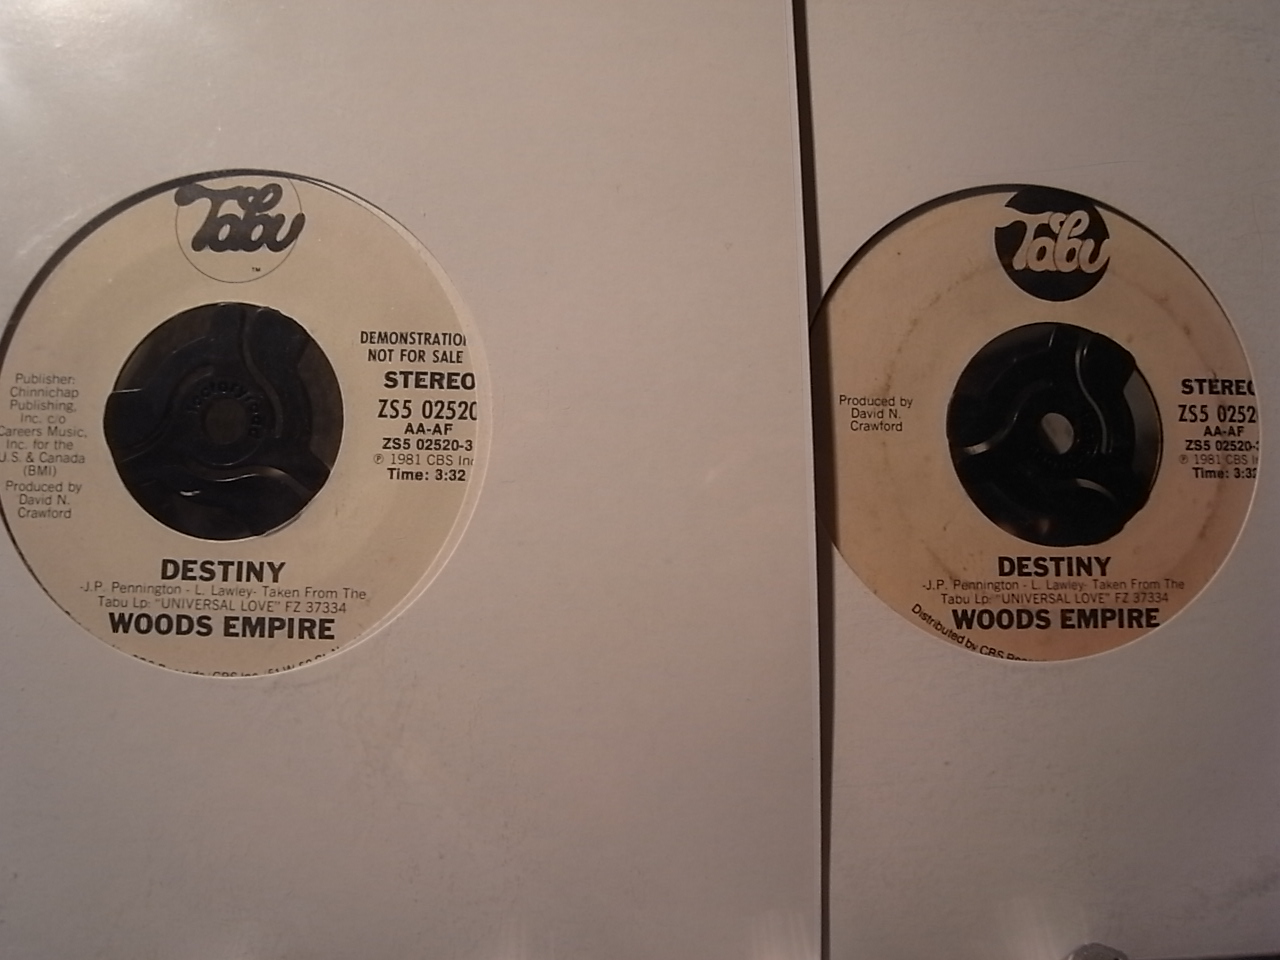 Tabu
TM
DEMONSTRATIO
NOT FOR SALE
STEREO
ZS5 02520
AA-AF
ZS5 02520-3
℗ 1981 CBS Inc
Time: 3:32
Publisher:
Chinnichap
Publishing,
Inc. c/o
Careers Music,
Inc. for the
U.S. & Canada
(BMI)
Produced by
David N.
Crawford
DESTINY
-J.P. Pennington - L. Lawley- Taken From The
Tabu Lp: "UNIVERSAL LOVE" FZ 37334
WOODS EMPIRE
Tabu
Produced by
David N.
Crawford
STEREO
ZS5 0252
AA-AF
ZS5 02520-
℗ 1981 CBS I
Time: 3:32
DESTINY
-J.P. Pennington - L. Lawley- Taken From The
Tabu Lp: "UNIVERSAL LOVE" FZ 37334
WOODS EMPIRE
Distributed by CBS